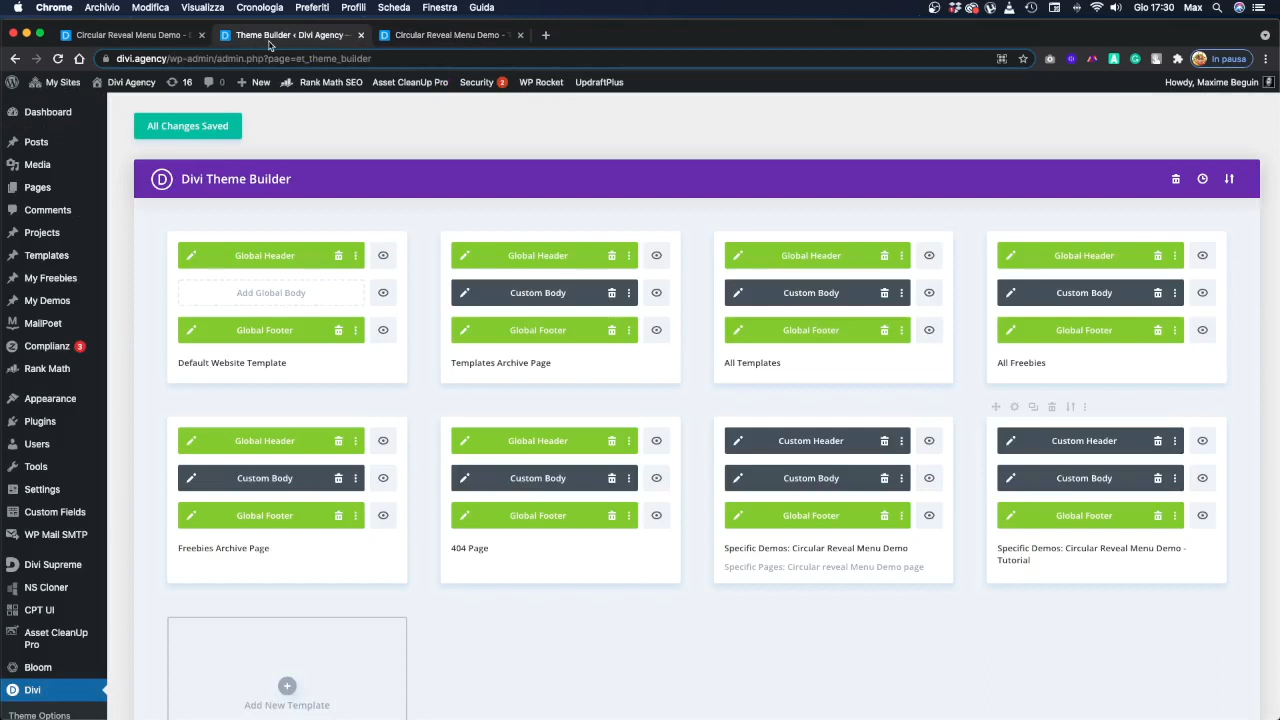 Chrome Archivio Modifica Visualizza Cronologia Preferiti Profili Scheda Finestra Guida Gio 17:30 Max
Circular Reveal Menu Demo - E Theme Builder ‹ Divi Agency — Circular Reveal Menu Demo - T
divi.agency/wp-admin/admin.php?page=et_theme_builder In pausa
My Sites Divi Agency 16 0 New Rank Math SEO Asset CleanUp Pro Security 2 WP Rocket UpdraftPlus Howdy, Maxime Beguin
Dashboard
Posts
Media
Pages
Comments
Projects
Templates
My Freebies
My Demos
MailPoet
Complianz 3
Rank Math
Appearance
Plugins
Users
Tools
Settings
Custom Fields
WP Mail SMTP
Divi Supreme
NS Cloner
CPT UI
Asset CleanUp
Pro
Bloom
Divi
Theme Options
All Changes Saved
Divi Theme Builder
Global Header
Add Global Body
Global Footer
Default Website Template
Global Header
Custom Body
Global Footer
Templates Archive Page
Global Header
Custom Body
Global Footer
All Templates
Global Header
Custom Body
Global Footer
All Freebies
Global Header
Custom Body
Global Footer
Freebies Archive Page
Global Header
Custom Body
Global Footer
404 Page
Custom Header
Custom Body
Global Footer
Specific Demos: Circular Reveal Menu Demo
Specific Pages: Circular reveal Menu Demo page
Custom Header
Custom Body
Global Footer
Specific Demos: Circular Reveal Menu Demo -
Tutorial
Add New Template